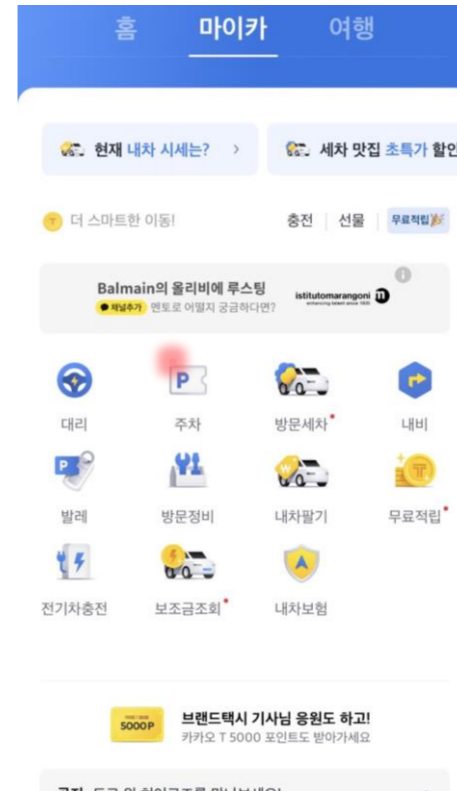 홈 마이카 여행
현재 내차 시세는? > 세차 맛집 초특가 할인
T 더 스마트한 이동! 충전 | 선물 | 무료적립
Balmain의 올리비에 루스팅
채널추가 멘토로 어떨지 궁금하다면?
istitutomarangoni m
P
대리 주차 방문세차 내비
P W T
발레 방문정비 내차팔기 무료적립
전기차충전 보조금조회 내차보험
5000P
브랜드택시 기사님 응원도 하고!
카카오 T 5000 포인트도 받아가세요